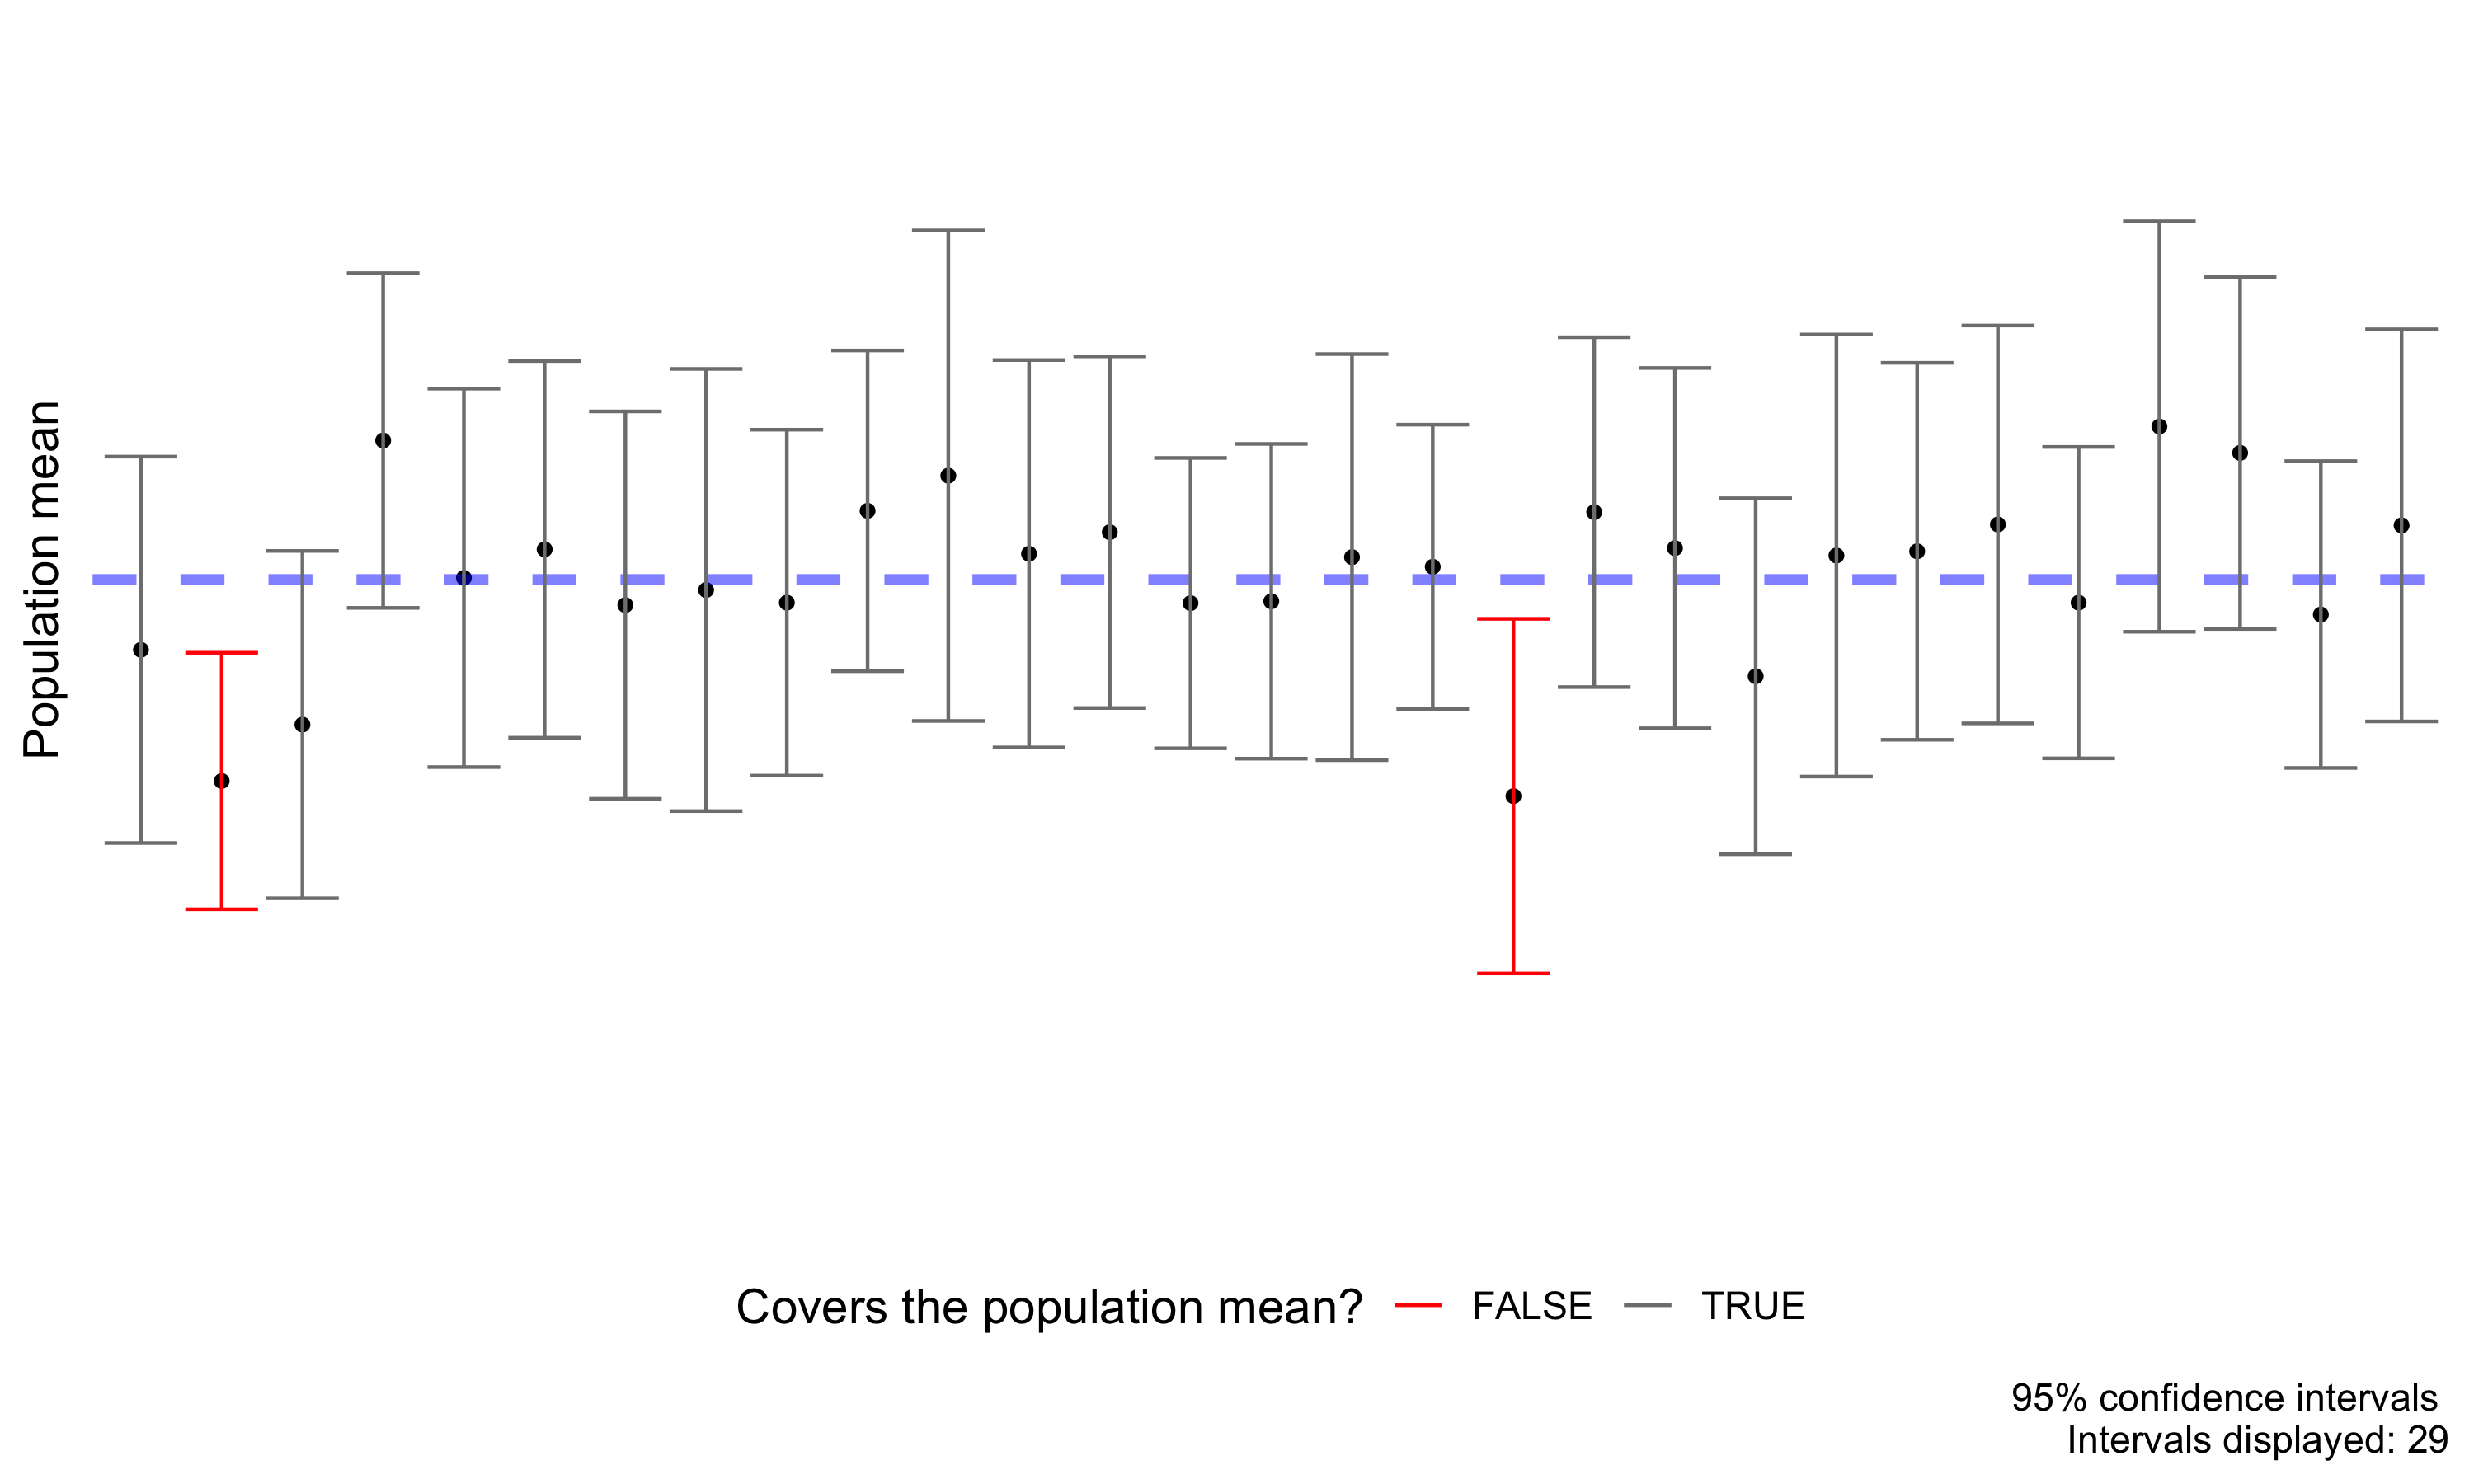 Population mean
Covers the population mean? FALSE TRUE
95% confidence intervals
Intervals displayed: 29